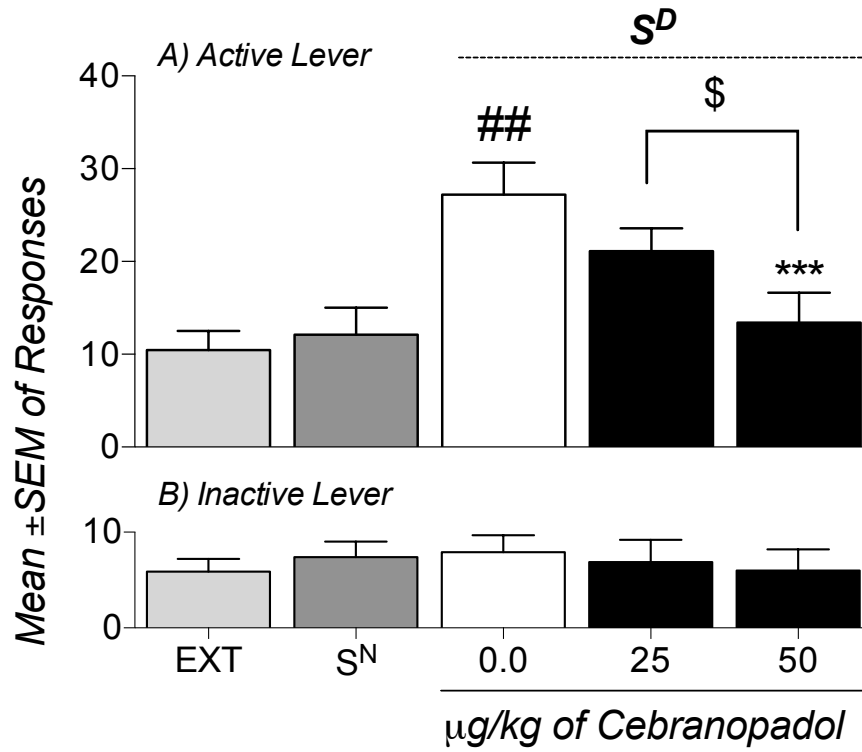 S^D
A) Active Lever
40
$
##
30
20
***
10
0
B) Inactive Lever
10
0
EXT S^N 0.0 25 50
μg/kg of Cebranopadol
Mean ±SEM of Responses